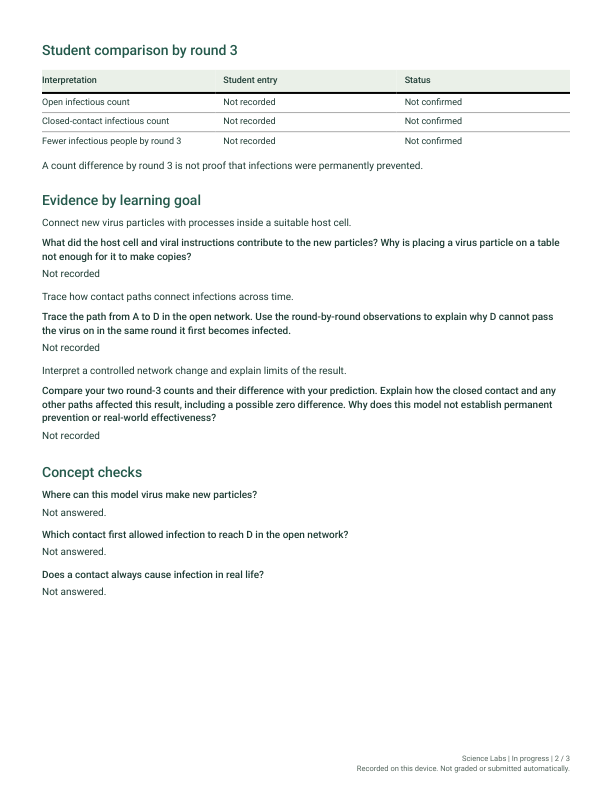 Student comparison by round 3
Interpretation Student entry Status
Open infectious count Not recorded Not confirmed
Closed-contact infectious count Not recorded Not confirmed
Fewer infectious people by round 3 Not recorded Not confirmed
A count difference by round 3 is not proof that infections were permanently prevented.
Evidence by learning goal
Connect new virus particles with processes inside a suitable host cell.
What did the host cell and viral instructions contribute to the new particles? Why is placing a virus particle on a table
not enough for it to make copies?
Not recorded
Trace how contact paths connect infections across time.
Trace the path from A to D in the open network. Use the round-by-round observations to explain why D cannot pass
the virus on in the same round it first becomes infected.
Not recorded
Interpret a controlled network change and explain limits of the result.
Compare your two round-3 counts and their difference with your prediction. Explain how the closed contact and any
other paths affected this result, including a possible zero difference. Why does this model not establish permanent
prevention or real-world effectiveness?
Not recorded
Concept checks
Where can this model virus make new particles?
Not answered.
Which contact first allowed infection to reach D in the open network?
Not answered.
Does a contact always cause infection in real life?
Not answered.
Science Labs | In progress | 2 / 3
Recorded on this device. Not graded or submitted automatically.